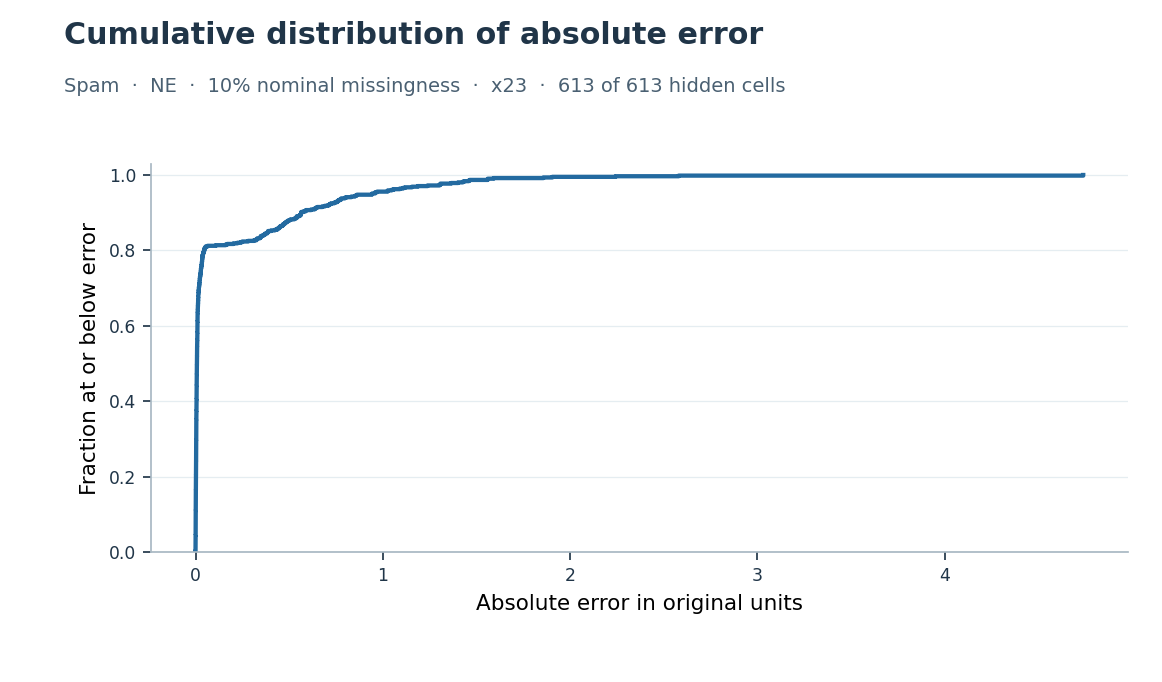 Cumulative distribution of absolute error
Spam · NE · 10% nominal missingness · x23 · 613 of 613 hidden cells
Fraction at or below error
1.0
0.8
0.6
0.4
0.2
0.0
0 1 2 3 4
Absolute error in original units